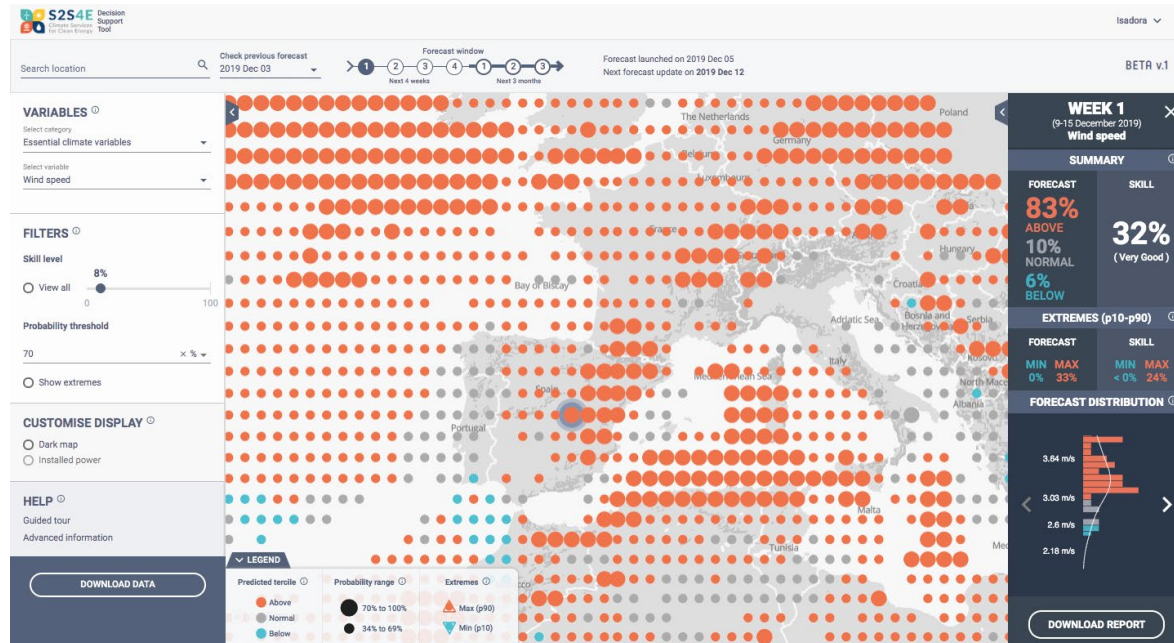 S2S4E
Climate Services
for Clean Energy
Decision
Support
Tool
Isadora
Search location
Check previous forecast
2019 Dec 03
Forecast window
1 2 3 4 1 2 3
Next 4 weeks
Next 3 months
Forecast launched on 2019 Dec 05
Next forecast update on 2019 Dec 12
BETA v.1
VARIABLES
Select category
Essential climate variables
Select variable
Wind speed
FILTERS
Skill level
8%
View all
0 100
Probability threshold
70 × %
Show extremes
CUSTOMISE DISPLAY
Dark map
Installed power
HELP
Guided tour
Advanced information
DOWNLOAD DATA
The Netherlands
Poland
Germany
Belgium
Luxembourg
France
Hungary
Bay of Biscay
Croatia
Bosnia and
Herzegovina
Serbia
Adriatic Sea
Italy
Kosovo
Mediterranean Sea
North Mace
Albania
Spain
Portugal
Malta
Tunisia
Med
LEGEND
Predicted tercile
Above
Normal
Below
Probability range
70% to 100%
34% to 69%
Extremes
Max (p90)
Min (p10)
WEEK 1
(9-15 December 2019)
Wind speed
SUMMARY
FORECAST SKILL
83%
ABOVE
10%
NORMAL
6%
BELOW
32%
( Very Good )
EXTREMES (p10-p90)
FORECAST SKILL
MIN MAX MIN MAX
0% 33% < 0% 24%
FORECAST DISTRIBUTION
3.64 m/s
3.03 m/s
2.6 m/s
2.18 m/s
DOWNLOAD REPORT